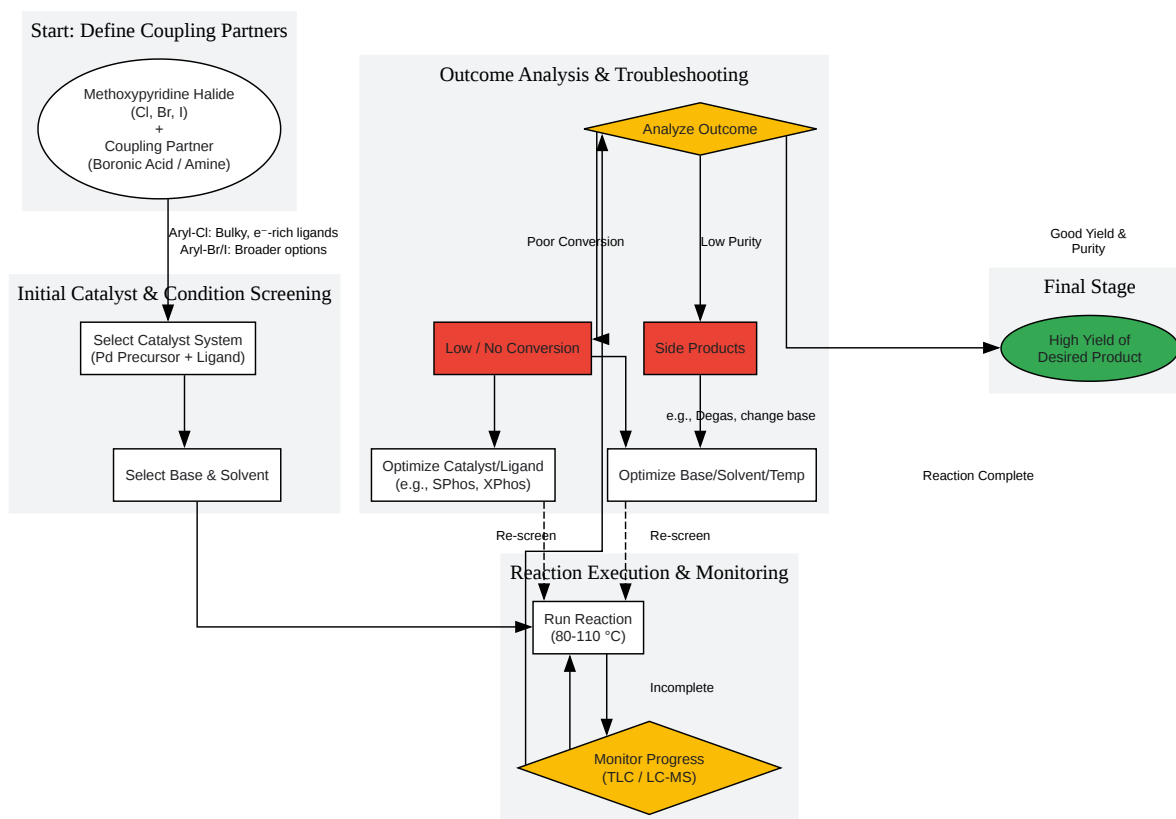 Start: Define Coupling Partners
Methoxypyridine Halide
(Cl, Br, I)
+
Coupling Partner
(Boronic Acid / Amine)
Aryl-Cl: Bulky, e⁻-rich ligands
Aryl-Br/I: Broader options
Initial Catalyst & Condition Screening
Select Catalyst System
(Pd Precursor + Ligand)
Select Base & Solvent
Outcome Analysis & Troubleshooting
Analyze Outcome
Poor Conversion
Low Purity
Low / No Conversion
Side Products
e.g., Degas, change base
Optimize Catalyst/Ligand
(e.g., SPhos, XPhos)
Optimize Base/Solvent/Temp
Re-screen
Re-screen
Reaction Execution & Monitoring
Run Reaction
(80-110 °C)
Incomplete
Monitor Progress
(TLC / LC-MS)
Good Yield &
Purity
Final Stage
High Yield of
Desired Product
Reaction Complete